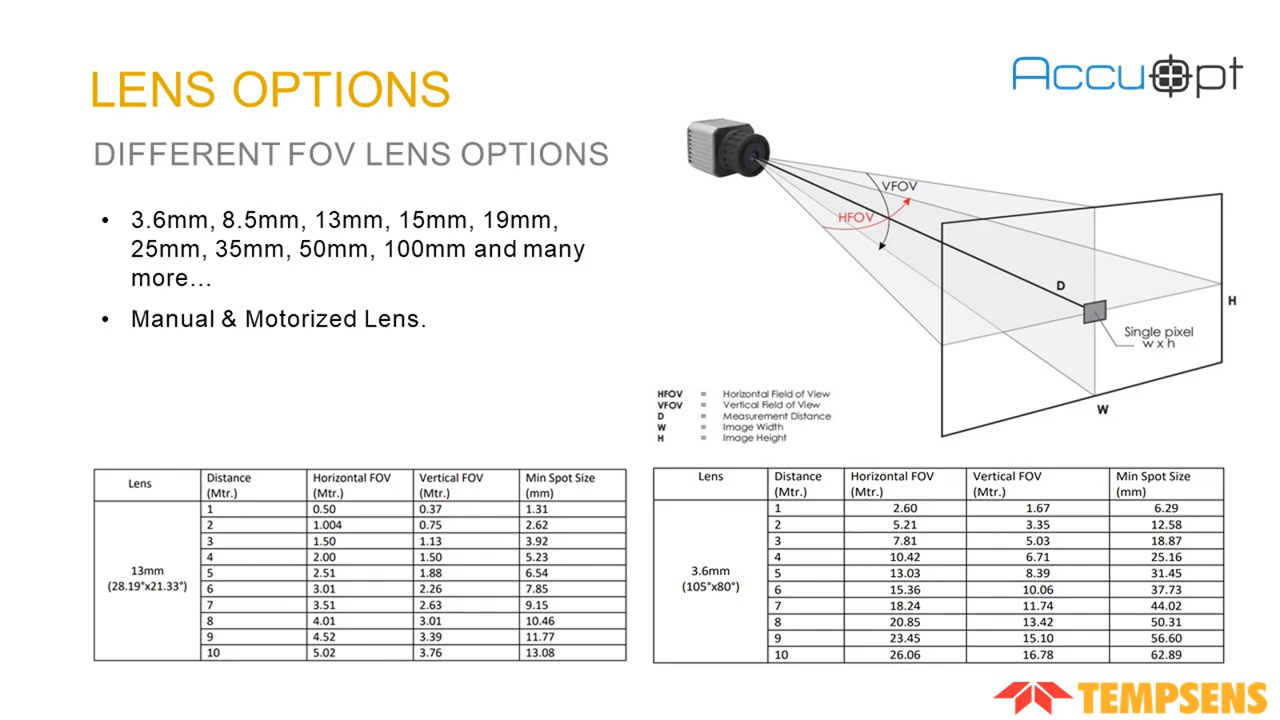 LENS OPTIONS
AccuOpt
DIFFERENT FOV LENS OPTIONS
• 3.6mm, 8.5mm, 13mm, 15mm, 19mm,
25mm, 35mm, 50mm, 100mm and many
more…
• Manual & Motorized Lens.
VFOV
HFOV
D
H
Single pixel
w x h
W
HFOV = Horizontal Field of View
VFOV = Vertical Field of View
D = Measurement Distance
W = Image Width
H = Image Height
Lens Distance (Mtr.) Horizontal FOV (Mtr.) Vertical FOV (Mtr.) Min Spot Size (mm)
13mm
(28.19°x21.33°)
1 0.50 0.37 1.31
2 1.004 0.75 2.62
3 1.50 1.13 3.92
4 2.00 1.50 5.23
5 2.51 1.88 6.54
6 3.01 2.26 7.85
7 3.51 2.63 9.15
8 4.01 3.01 10.46
9 4.52 3.39 11.77
10 5.02 3.76 13.08
Lens Distance (Mtr.) Horizontal FOV (Mtr.) Vertical FOV (Mtr.) Min Spot Size (mm)
3.6mm
(105°x80°)
1 2.60 1.67 6.29
2 5.21 3.35 12.58
3 7.81 5.03 18.87
4 10.42 6.71 25.16
5 13.03 8.39 31.45
6 15.36 10.06 37.73
7 18.24 11.74 44.02
8 20.85 13.42 50.31
9 23.45 15.10 56.60
10 26.06 16.78 62.89
TEMPSENS